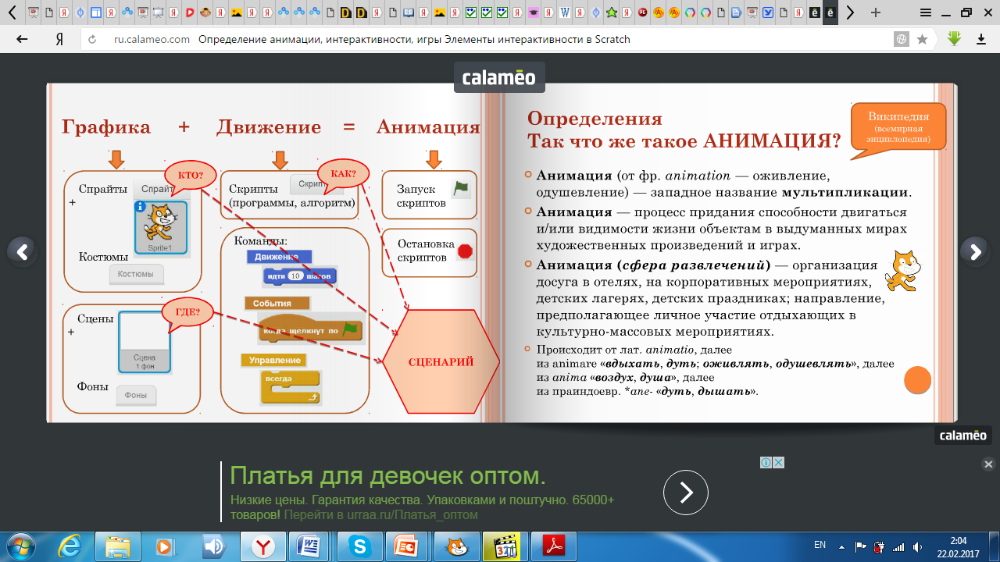 ru.calameo.com Определение анимации, интерактивности, игры Элементы интерактивности в Scratch
calaméo
Графика + Движение = Анимация
КТО?
Спрайты
+
Спрайт
Sprite1
Костюмы
Костюмы
ГДЕ?
Сцены
+
Сцена
1 фон
Фоны
Фоны
КАК?
Скрипты
(программы, алгоритм)
Команды:
Движение
идти 10 шагов
События
когда щелкнут по
Управление
всегда
Запуск
скриптов
Остановка
скриптов
СЦЕНАРИЙ
Определения
Так что же такое АНИМАЦИЯ?
Википедия
(всемирная
энциклопедия)
Анимация (от фр. animation — оживление,
одушевление) — западное название мультипликации.
Анимация — процесс придания способности двигаться
и/или видимости жизни объектам в выдуманных мирах
художественных произведений и играх.
Анимация (сфера развлечений) — организация
досуга в отелях, на корпоративных мероприятиях,
детских лагерях, детских праздниках; направление,
предполагающее личное участие отдыхающих в
культурно-массовых мероприятиях.
Происходит от лат. animatio, далее
из animare «вдыхать, дуть; оживлять, одушевлять», далее
из anima «воздух, душа», далее
из праиндоевр. *ane- «дуть, дышать».
calaméo
Платья для девочек оптом.
Низкие цены. Гарантия качества. Упаковками и поштучно. 65000+
товаров! Перейти в urraa.ru/Платья_оптом
EN
2:04
22.02.2017